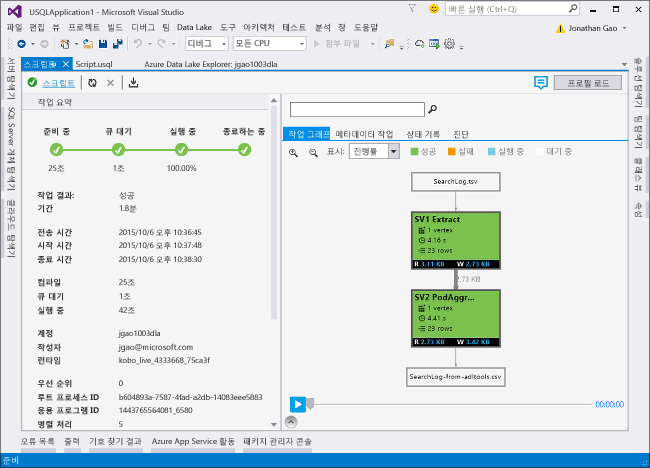 USQLApplication1 - Microsoft Visual Studio
빠른 실행 (Ctrl+Q)
파일 편집 뷰 프로젝트 빌드 디버그 팀 Data Lake 도구 아키텍처 테스트 분석 창 도움말
Jonathan Gao
디버그 모든 CPU 첨부 파일
스크립트 Script.usql Azure Data Lake Explorer: jgao1003dla
서버 탐색기
SQL Server 개체 탐색기
클라우드 탐색기
솔루션 탐색기
팀 탐색기
클래스 뷰
속성
스크립트
프로필 로드
작업 요약
준비 중 큐 대기 실행 중 종료하는 중
25초 1초 100.00%
작업 결과: 성공
기간 1.8분
전송 시간 2015/10/6 오후 10:36:45
시작 시간 2015/10/6 오후 10:37:48
종료 시간 2015/10/6 오후 10:38:30
컴파일 25초
큐 대기 1초
실행 중 42초
계정 jgao1003dla
작성자 jgao@microsoft.com
런타임 kobo_live_4333668_75ca3f
우선 순위 0
루트 프로세스 ID b604893a-7587-4fad-a2db-14083eee5883
응용 프로그램 ID 1443765564081_6580
병렬 처리 5
작업 그래프 메타데이터 작업 상태 기록 진단
표시: 진행률 성공 실패 실행 중 대기 중
SearchLog.tsv
SV1 Extract
1 vertex
4.16 s
23 rows
R 3.11 KB W 2.73 KB
2.73 KB
SV2 PodAggr...
1 vertex
4.41 s
23 rows
R 2.73 KB W 3.42 KB
SearchLog-from-adltools.csv
00:00:00
오류 목록 출력 기호 찾기 결과 Azure App Service 활동 패키지 관리자 콘솔
준비